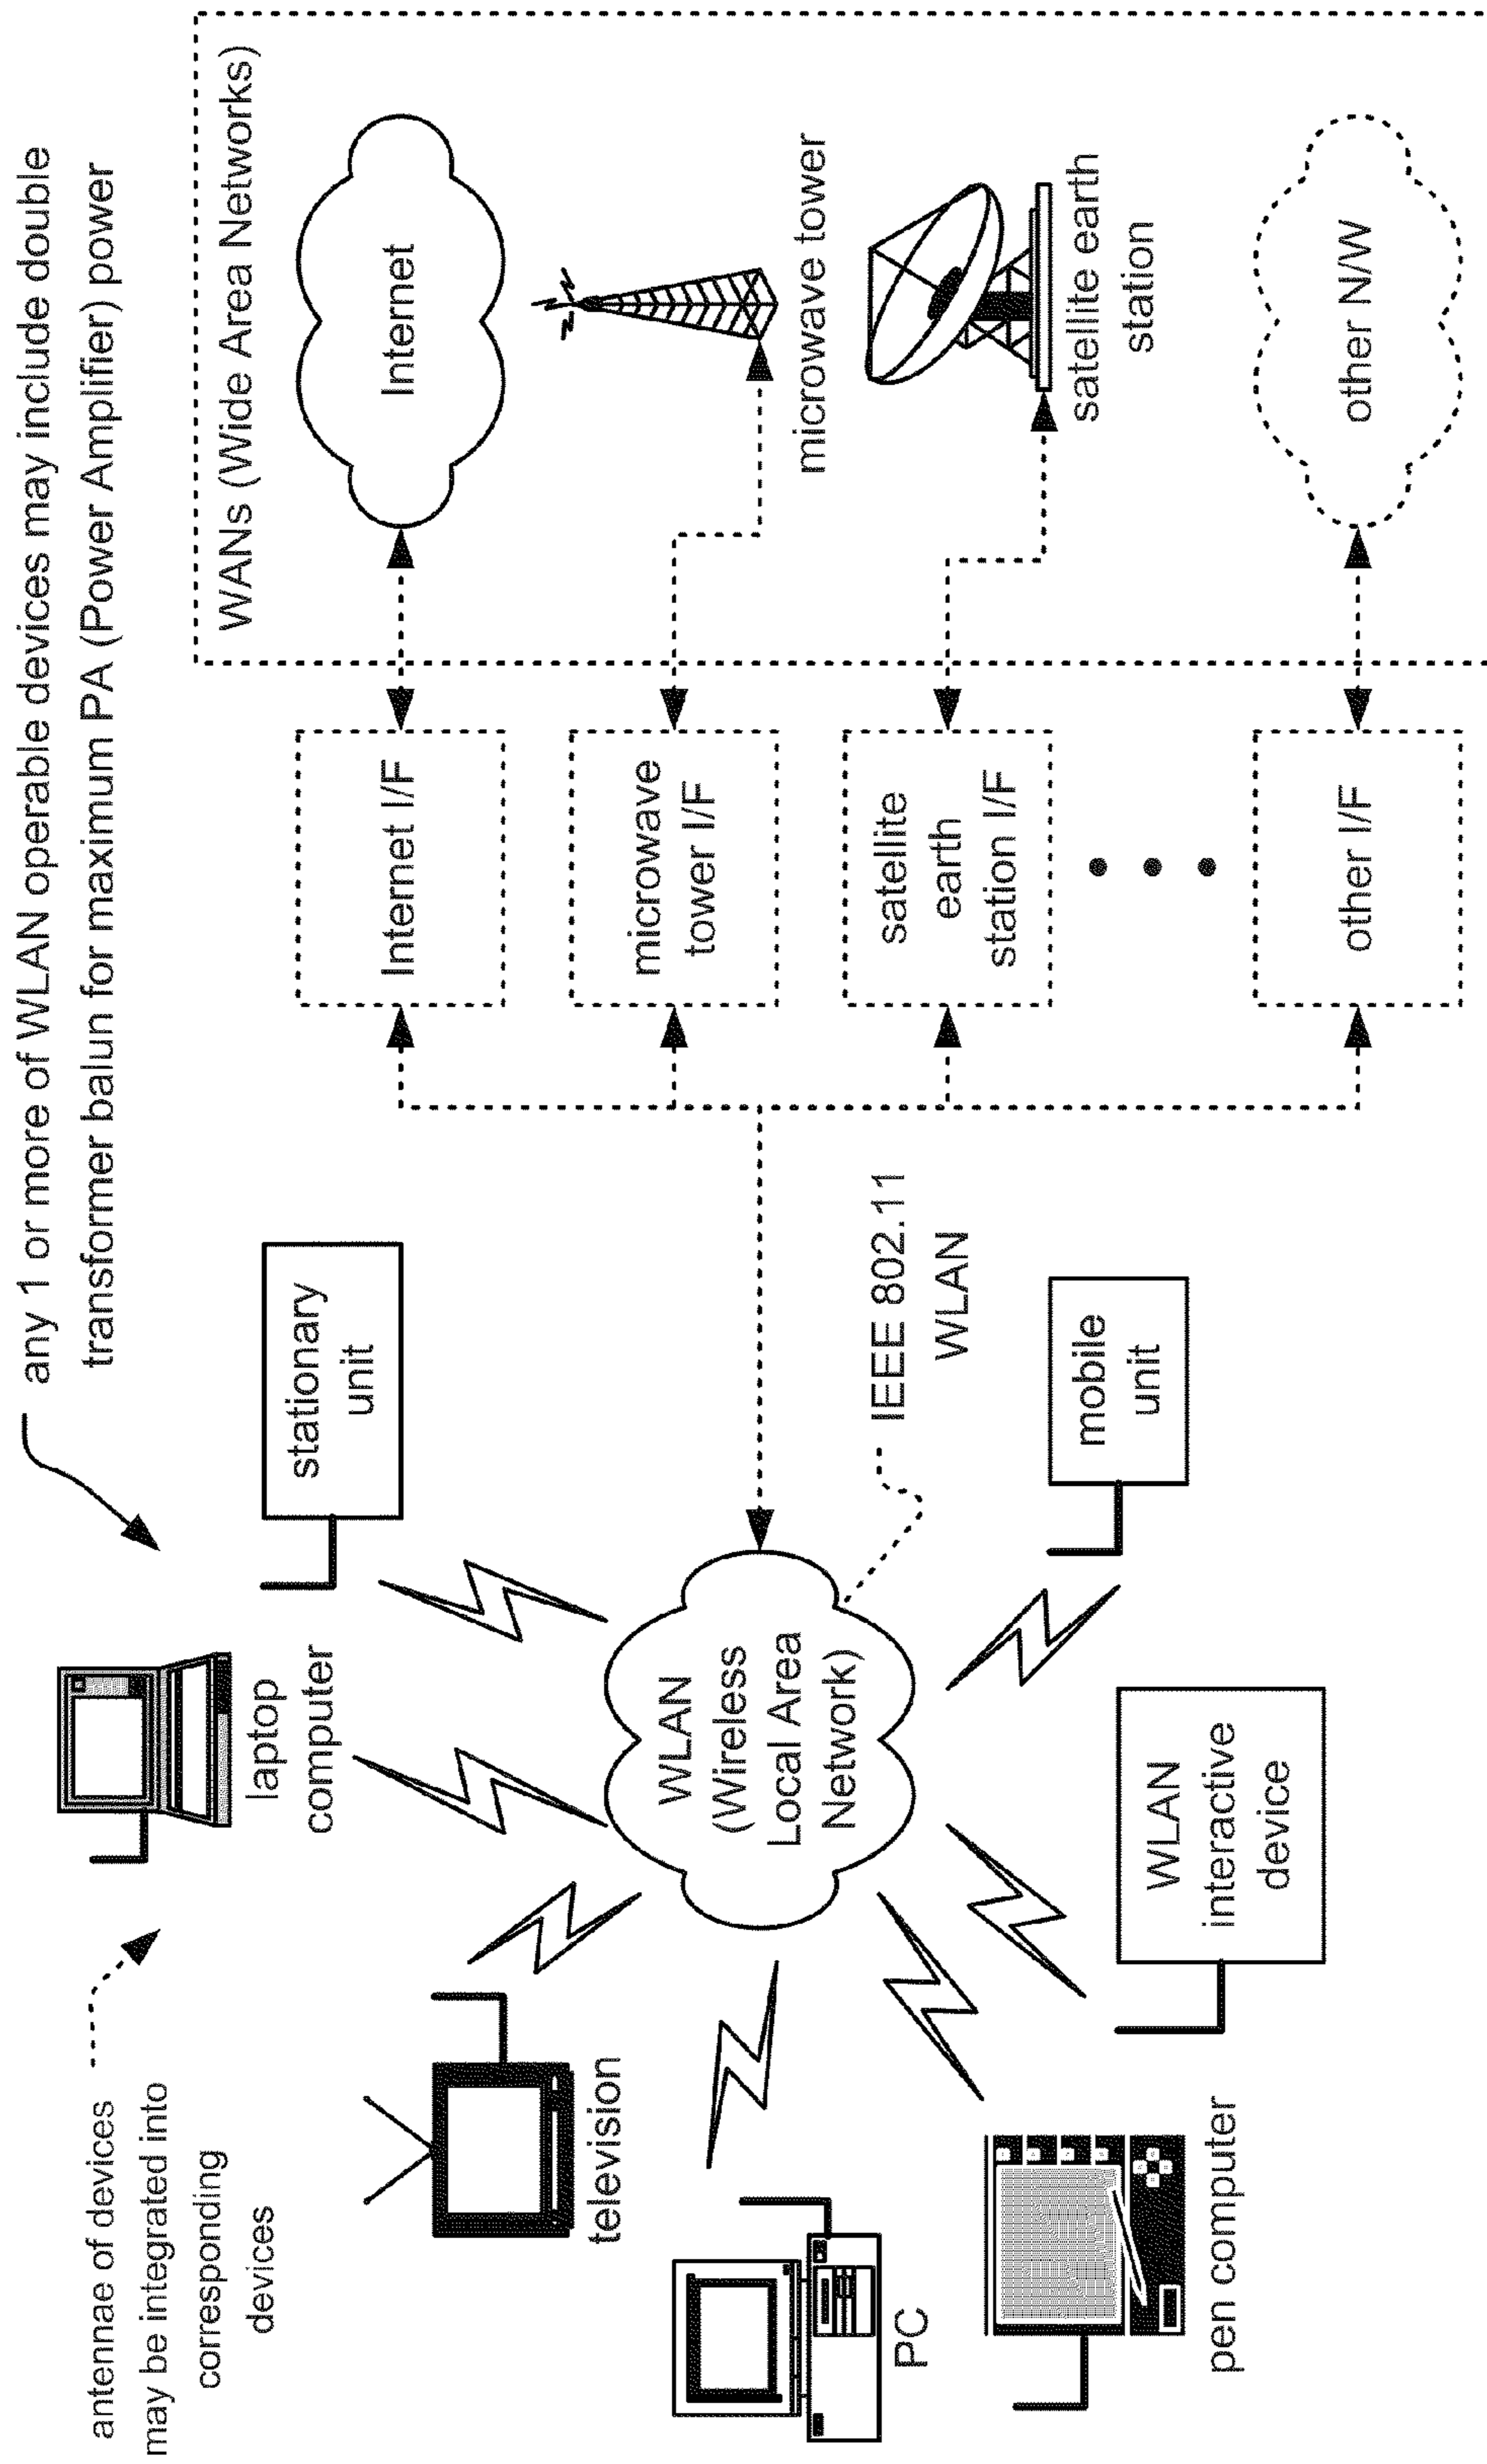 any 1 or more of WLAN operable devices may include double
transformer balun for maximum PA (Power Amplifier) power
antennae of devices
may be integrated into
corresponding
devices
laptop
computer
stationary
unit
television
PC
pen computer
WLAN
(Wireless
Local Area
Network)
WLAN
interactive
device
mobile
unit
IEEE 802.11
WLAN
Internet I/F
microwave
tower I/F
satellite
earth
station I/F
other I/F
WANs (Wide Area Networks)
Internet
microwave tower
satellite earth
station
other N/W